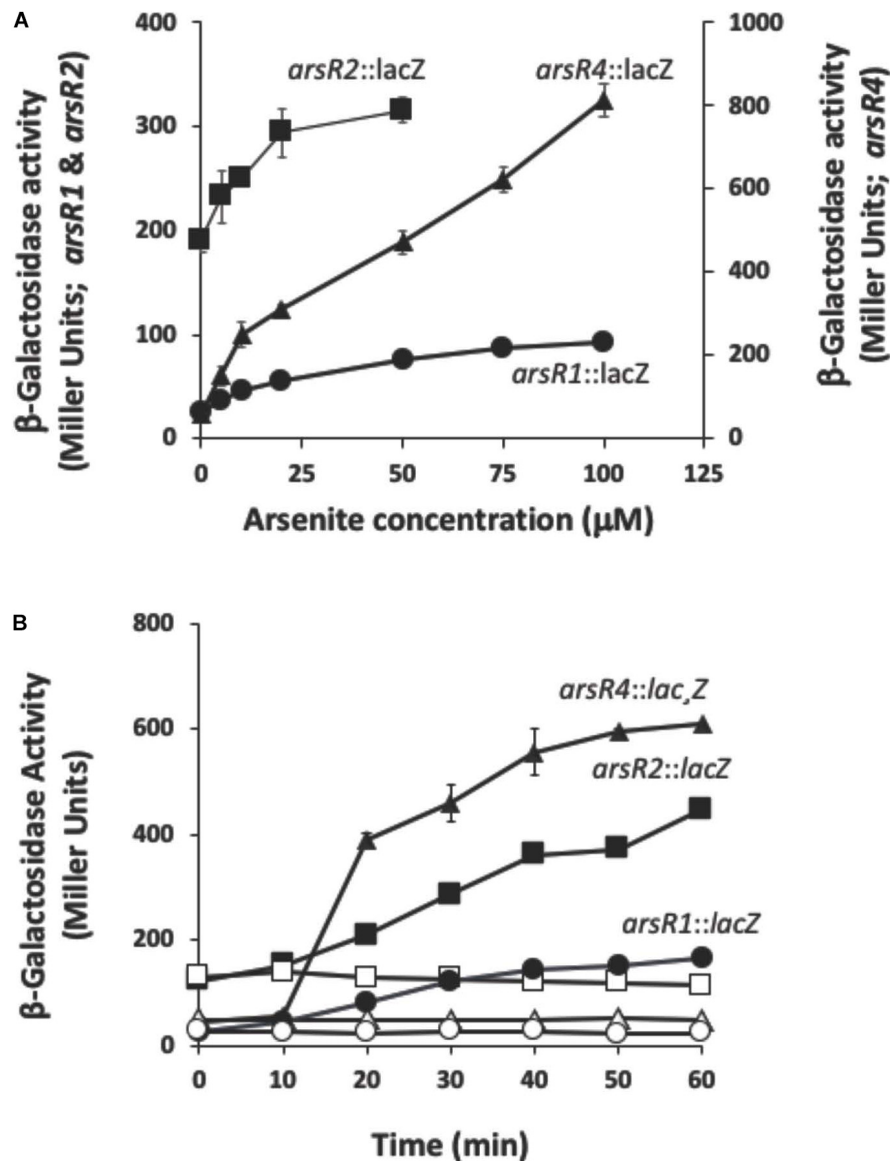 A
β-Galactosidase activity
(Miller Units; arsR1 & arsR2)
400
300
200
100
0
arsR2::lacZ
arsR4::lacZ
arsR1::lacZ
1000
800
600
400
200
0
β-Galactosidase activity
(Miller Units; arsR4)
0 25 50 75 100 125
Arsenite concentration (μM)
B
β-Galactosidase Activity
(Miller Units)
800
600
400
200
0
arsR4::lac¸Z
arsR2::lacZ
arsR1::lacZ
0 10 20 30 40 50 60
Time (min)